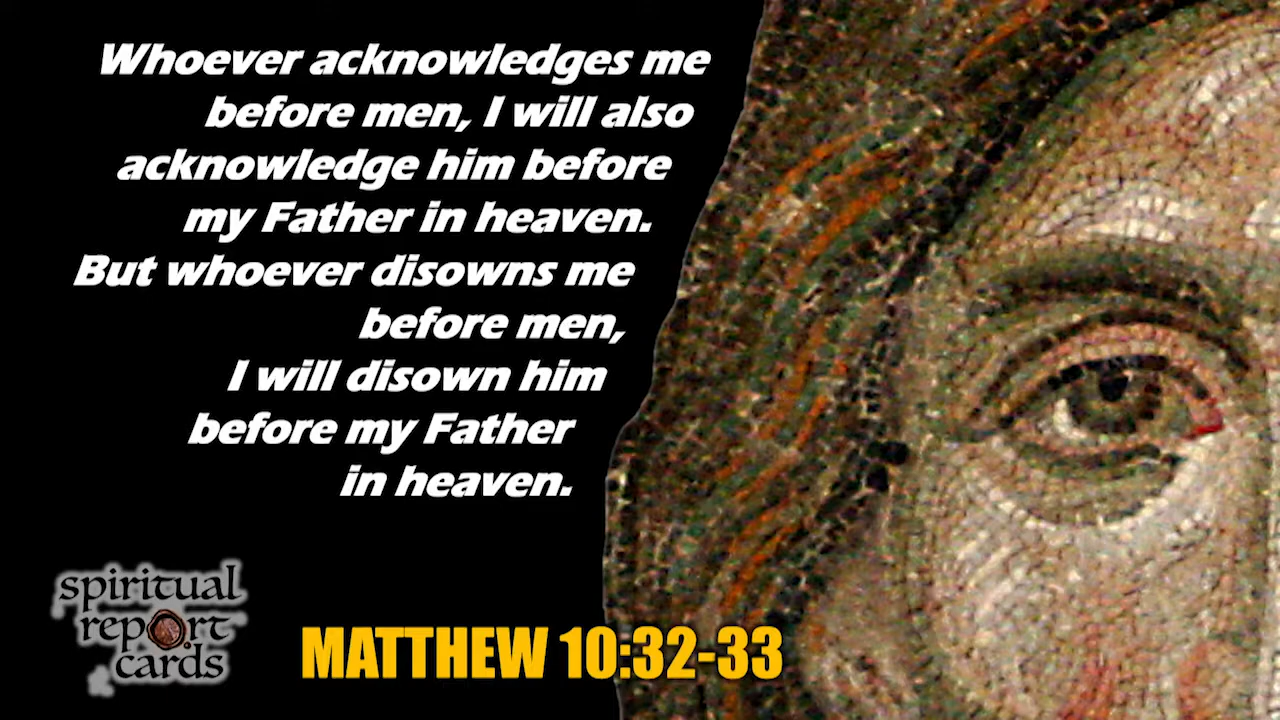 Whoever acknowledges me
before men, I will also
acknowledge him before
my Father in heaven.
But whoever disowns me
before men,
I will disown him
before my Father
in heaven.
spiritual
report
cards
MATTHEW 10:32-33